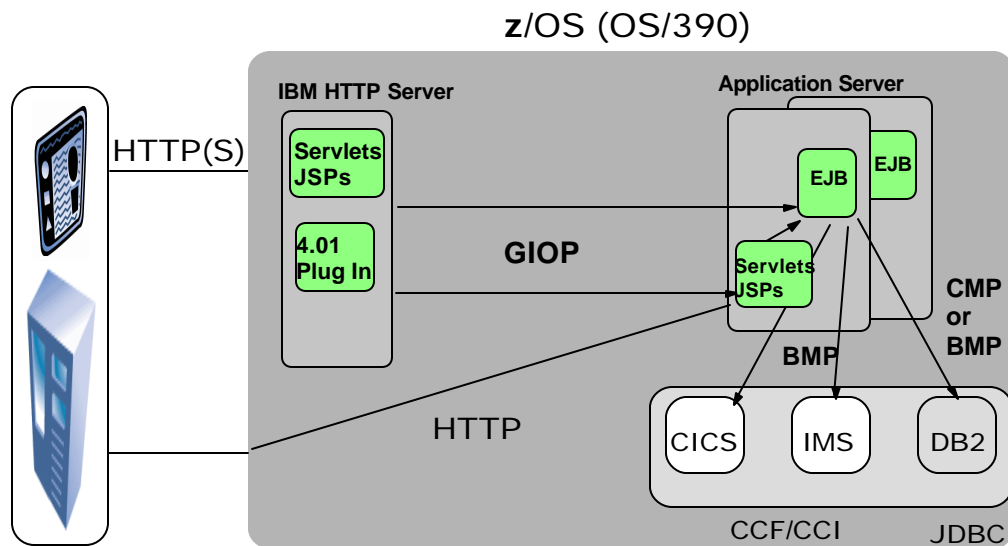 z/OS (OS/390)
IBM HTTP Server
Application Server
HTTP(S)
Servlets
JSPs
EJB
EJB
4.01
Plug In
GIOP
Servlets
JSPs
CMP
or
BMP
BMP
HTTP
CICS
IMS
DB2
CCF/CCI
JDBC